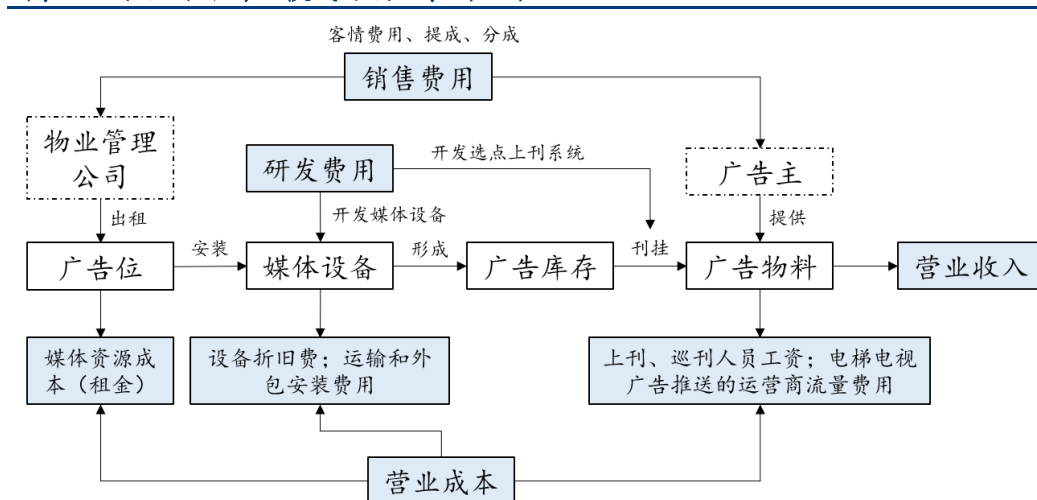 客情费用、提成、分成
销售费用
物业管理
公司
研发费用
开发选点上刊系统
广告主
出租
开发媒体设备
提供
广告位
安装
媒体设备
形成
广告库存
刊挂
广告物料
营业收入
媒体资源成
本（租金）
设备折旧费；运输和外
包安装费用
上刊、巡刊人员工资；电梯电视
广告推送的运营商流量费用
营业成本